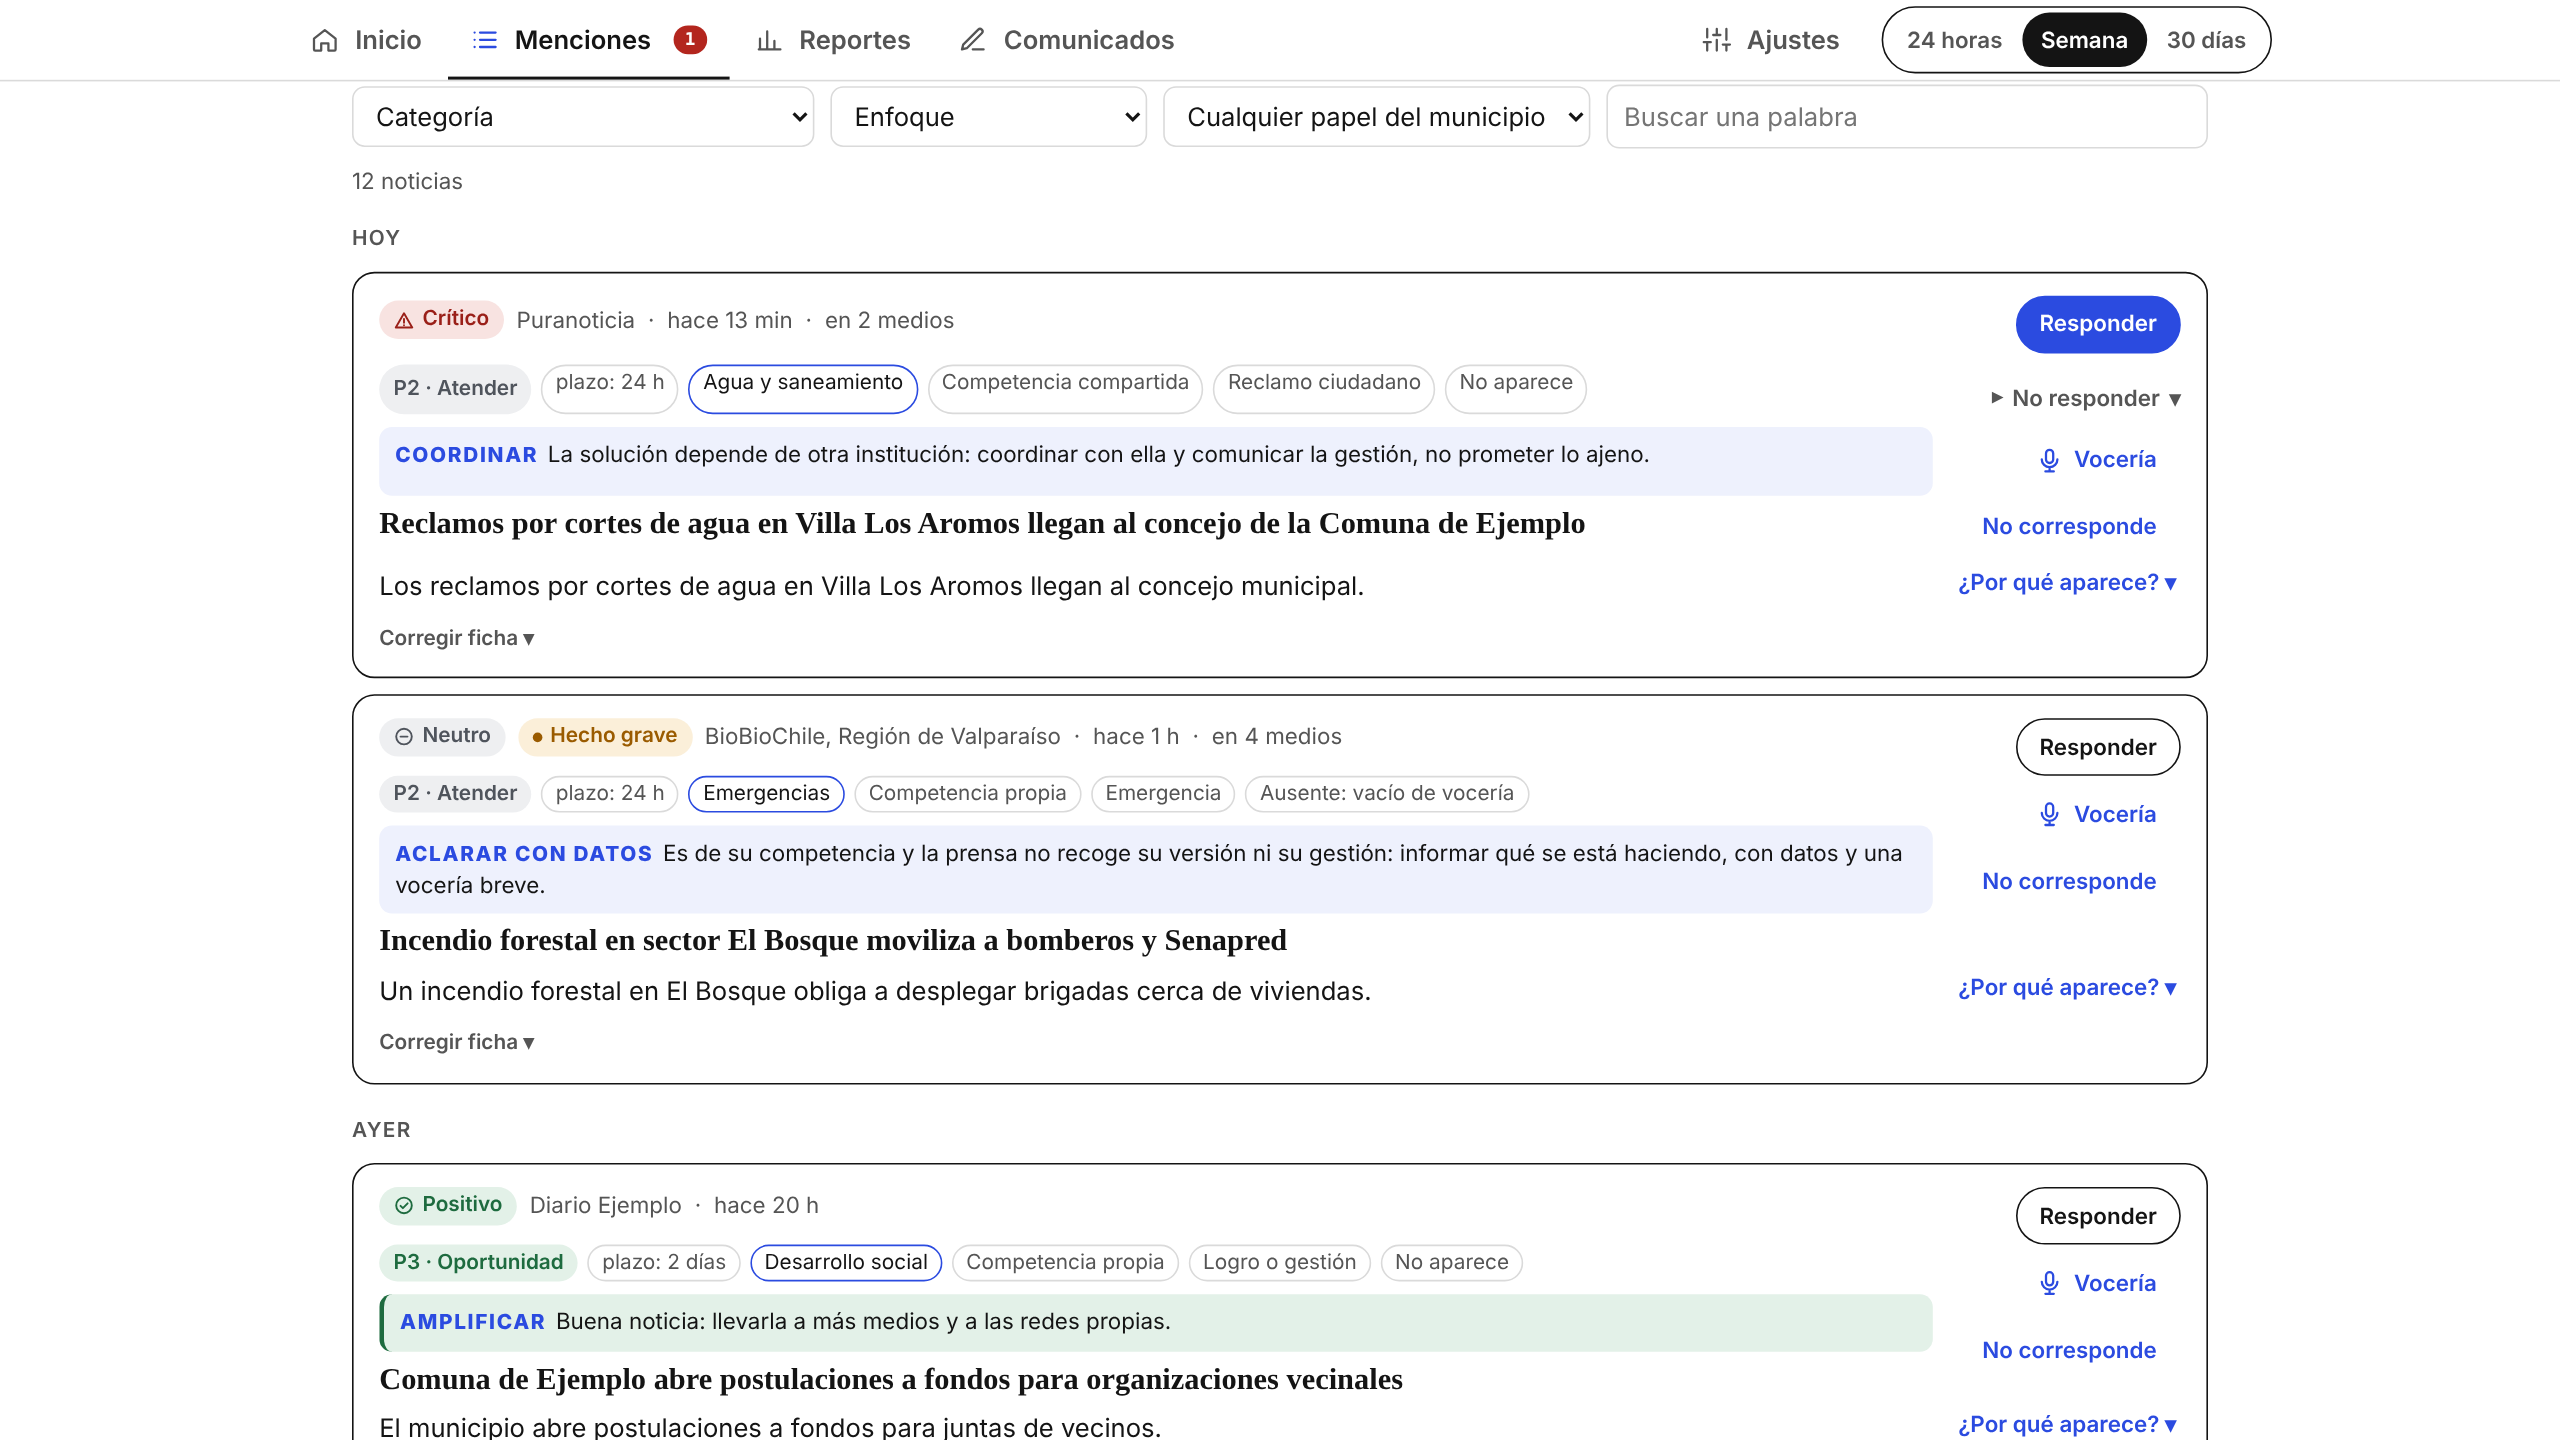 Inicio
Menciones 1
Reportes
Comunicados
Ajustes
24 horas Semana 30 días
Categoría
Enfoque
Cualquier papel del municipio
Buscar una palabra
12 noticias
HOY
Crítico Puranoticia · hace 13 min · en 2 medios
Responder
P2 · Atender plazo: 24 h Agua y saneamiento Competencia compartida Reclamo ciudadano No aparece
▶ No responder ▼
COORDINAR La solución depende de otra institución: coordinar con ella y comunicar la gestión, no prometer lo ajeno.
Vocería
Reclamos por cortes de agua en Villa Los Aromos llegan al concejo de la Comuna de Ejemplo
No corresponde
Los reclamos por cortes de agua en Villa Los Aromos llegan al concejo municipal.
¿Por qué aparece? ▼
Corregir ficha ▼
Neutro • Hecho grave BioBioChile, Región de Valparaíso · hace 1 h · en 4 medios
Responder
P2 · Atender plazo: 24 h Emergencias Competencia propia Emergencia Ausente: vacío de vocería
Vocería
ACLARAR CON DATOS Es de su competencia y la prensa no recoge su versión ni su gestión: informar qué se está haciendo, con datos y una
vocería breve.
No corresponde
Incendio forestal en sector El Bosque moviliza a bomberos y Senapred
Un incendio forestal en El Bosque obliga a desplegar brigadas cerca de viviendas.
¿Por qué aparece? ▼
Corregir ficha ▼
AYER
Positivo Diario Ejemplo · hace 20 h
Responder
P3 · Oportunidad plazo: 2 días Desarrollo social Competencia propia Logro o gestión No aparece
Vocería
AMPLIFICAR Buena noticia: llevarla a más medios y a las redes propias.
No corresponde
Comuna de Ejemplo abre postulaciones a fondos para organizaciones vecinales
El municipio abre postulaciones a fondos para juntas de vecinos.
¿Por qué aparece? ▼